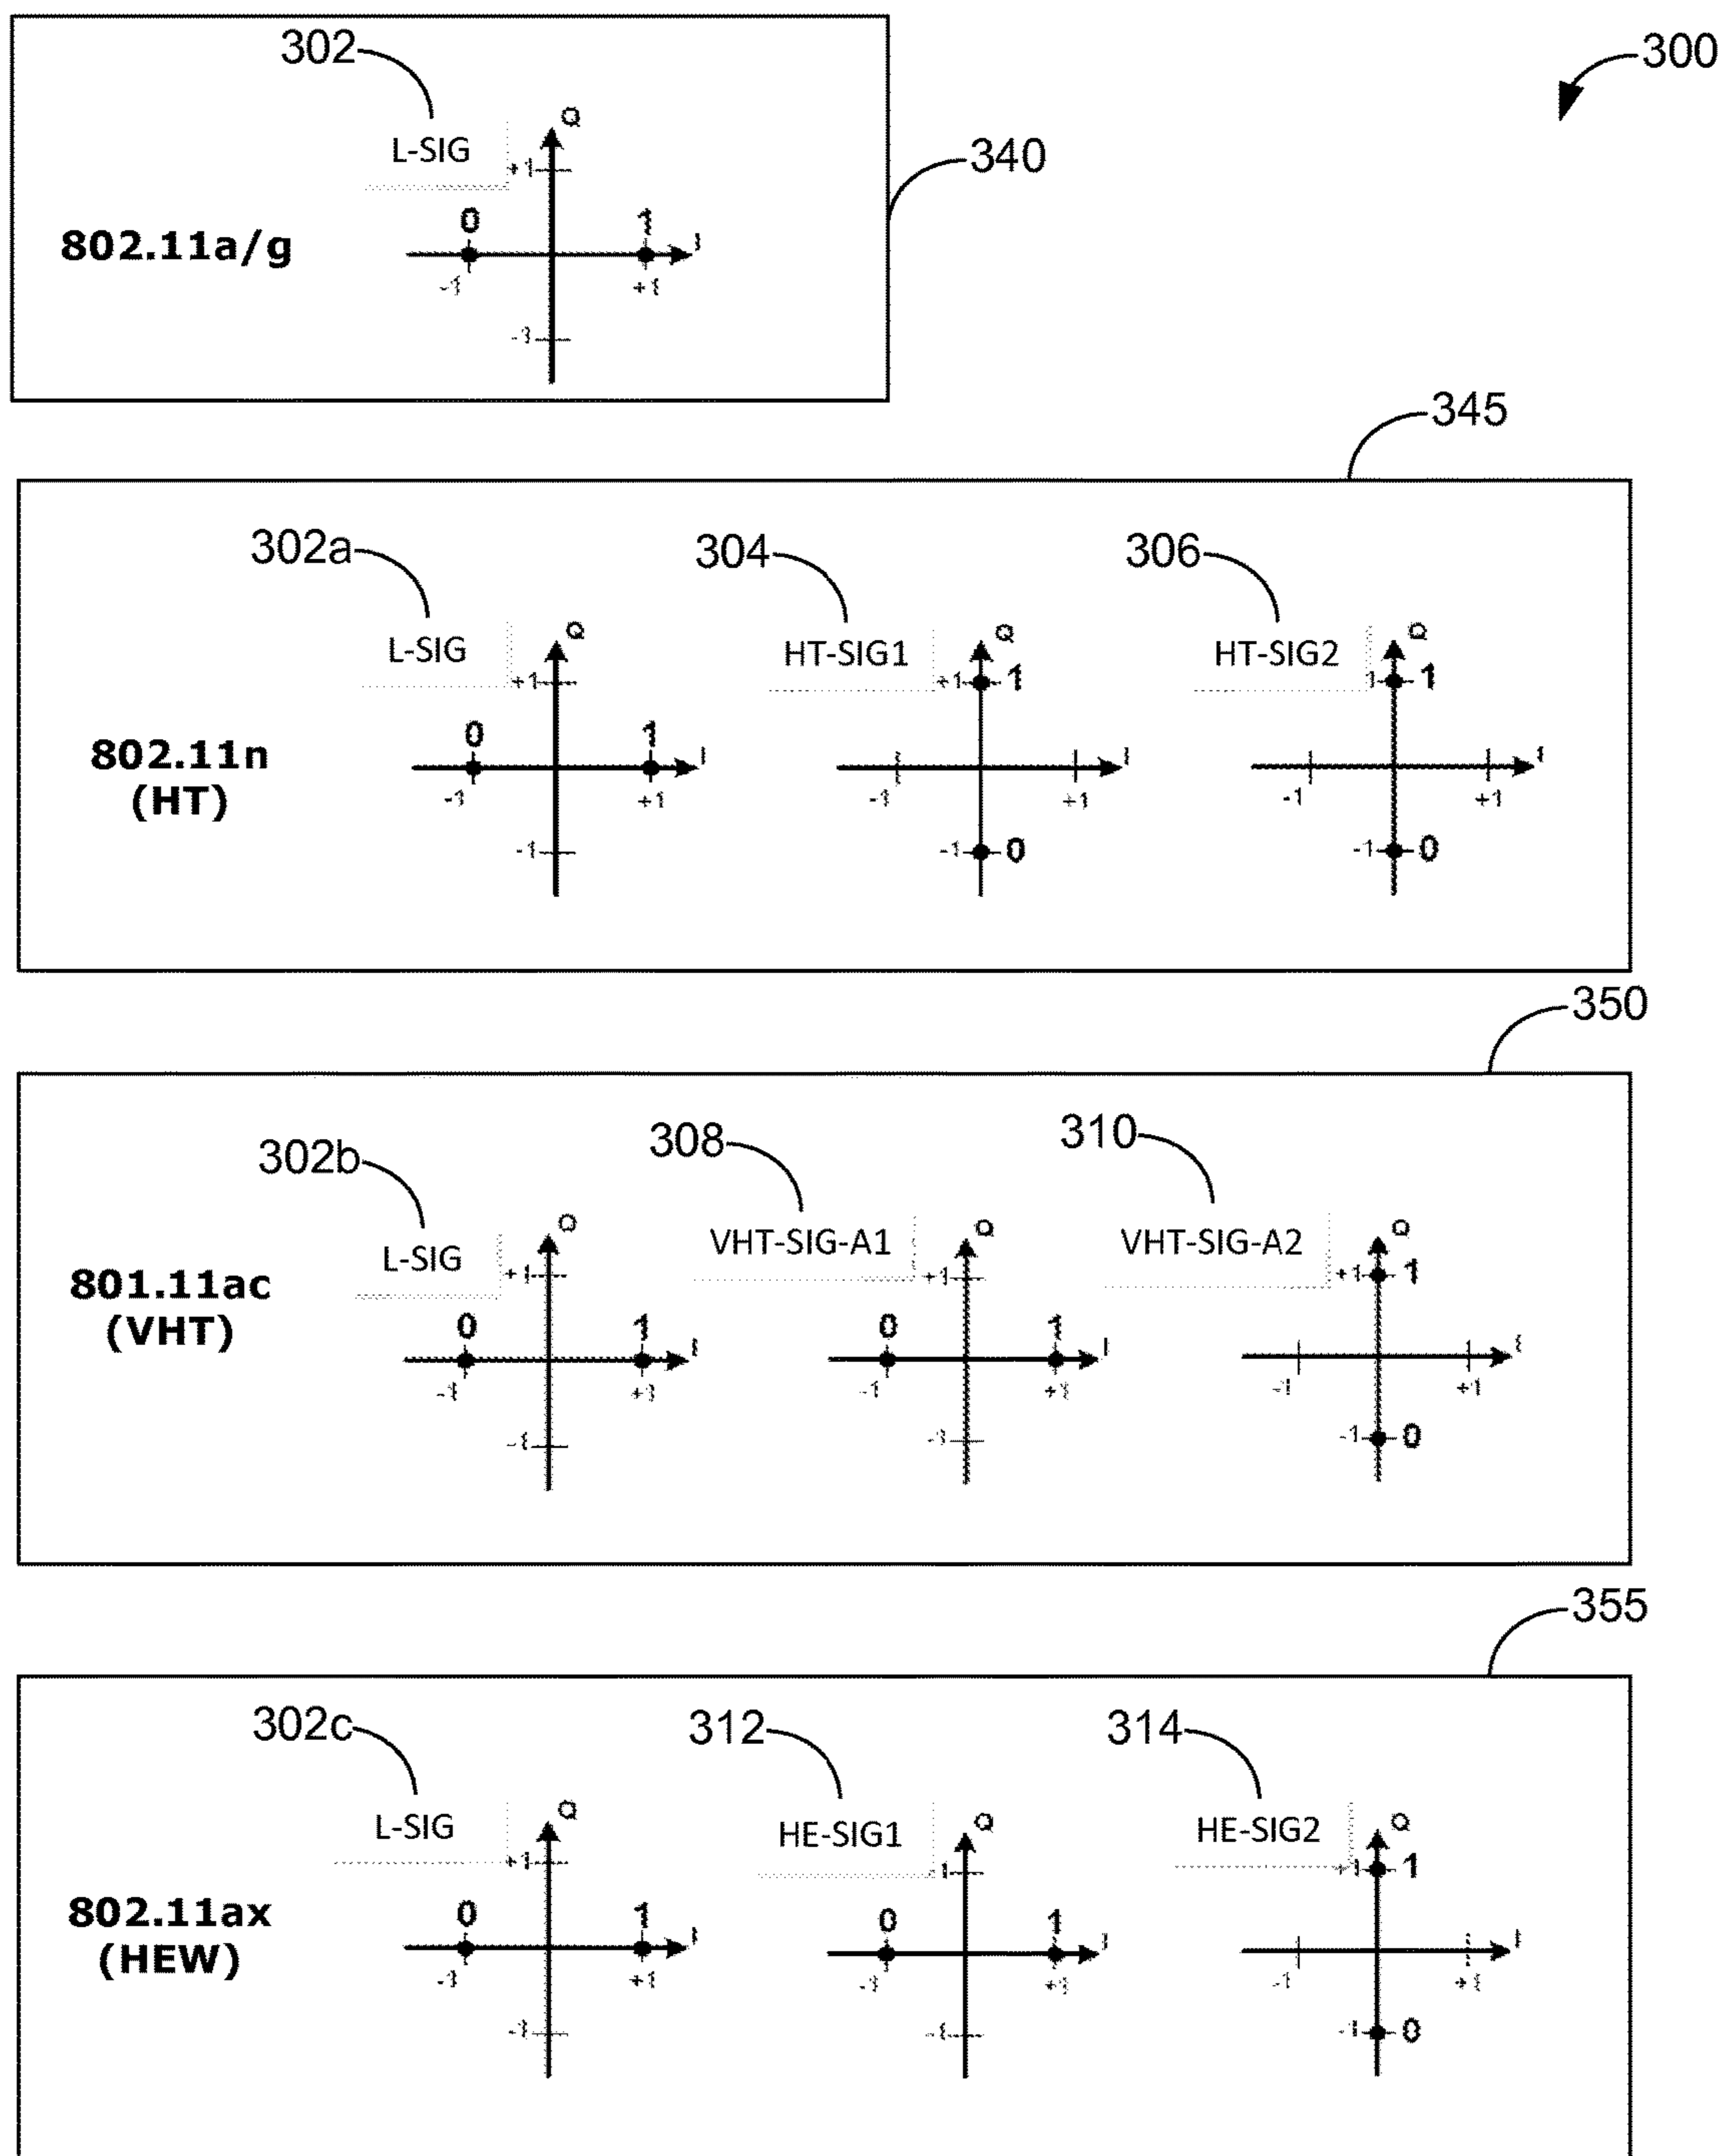 302
300
L-SIG
Q
+1
340
0
1
802.11a/g
I
-1
+1
-1
345
302a
304
306
L-SIG
Q
HT-SIG1
Q
HT-SIG2
Q
+1
+1
1
1
1
0
1
802.11n
I
I
I
(HT)
-1
+1
-1
+1
-1
+1
-1
-1
0
-1
0
350
302b
308
310
L-SIG
Q
VHT-SIG-A1
Q
VHT-SIG-A2
Q
+1
+1
+1
1
801.11ac
0
1
0
1
(VHT)
I
I
I
-1
+1
-1
+1
-1
+1
-1
-1
-1
0
355
302c
312
314
L-SIG
Q
HE-SIG1
Q
HE-SIG2
Q
+1
1
+1
1
802.11ax
0
1
0
1
(HEW)
I
I
I
-1
+1
-1
+1
-1
+1
-1
-1
-1
0